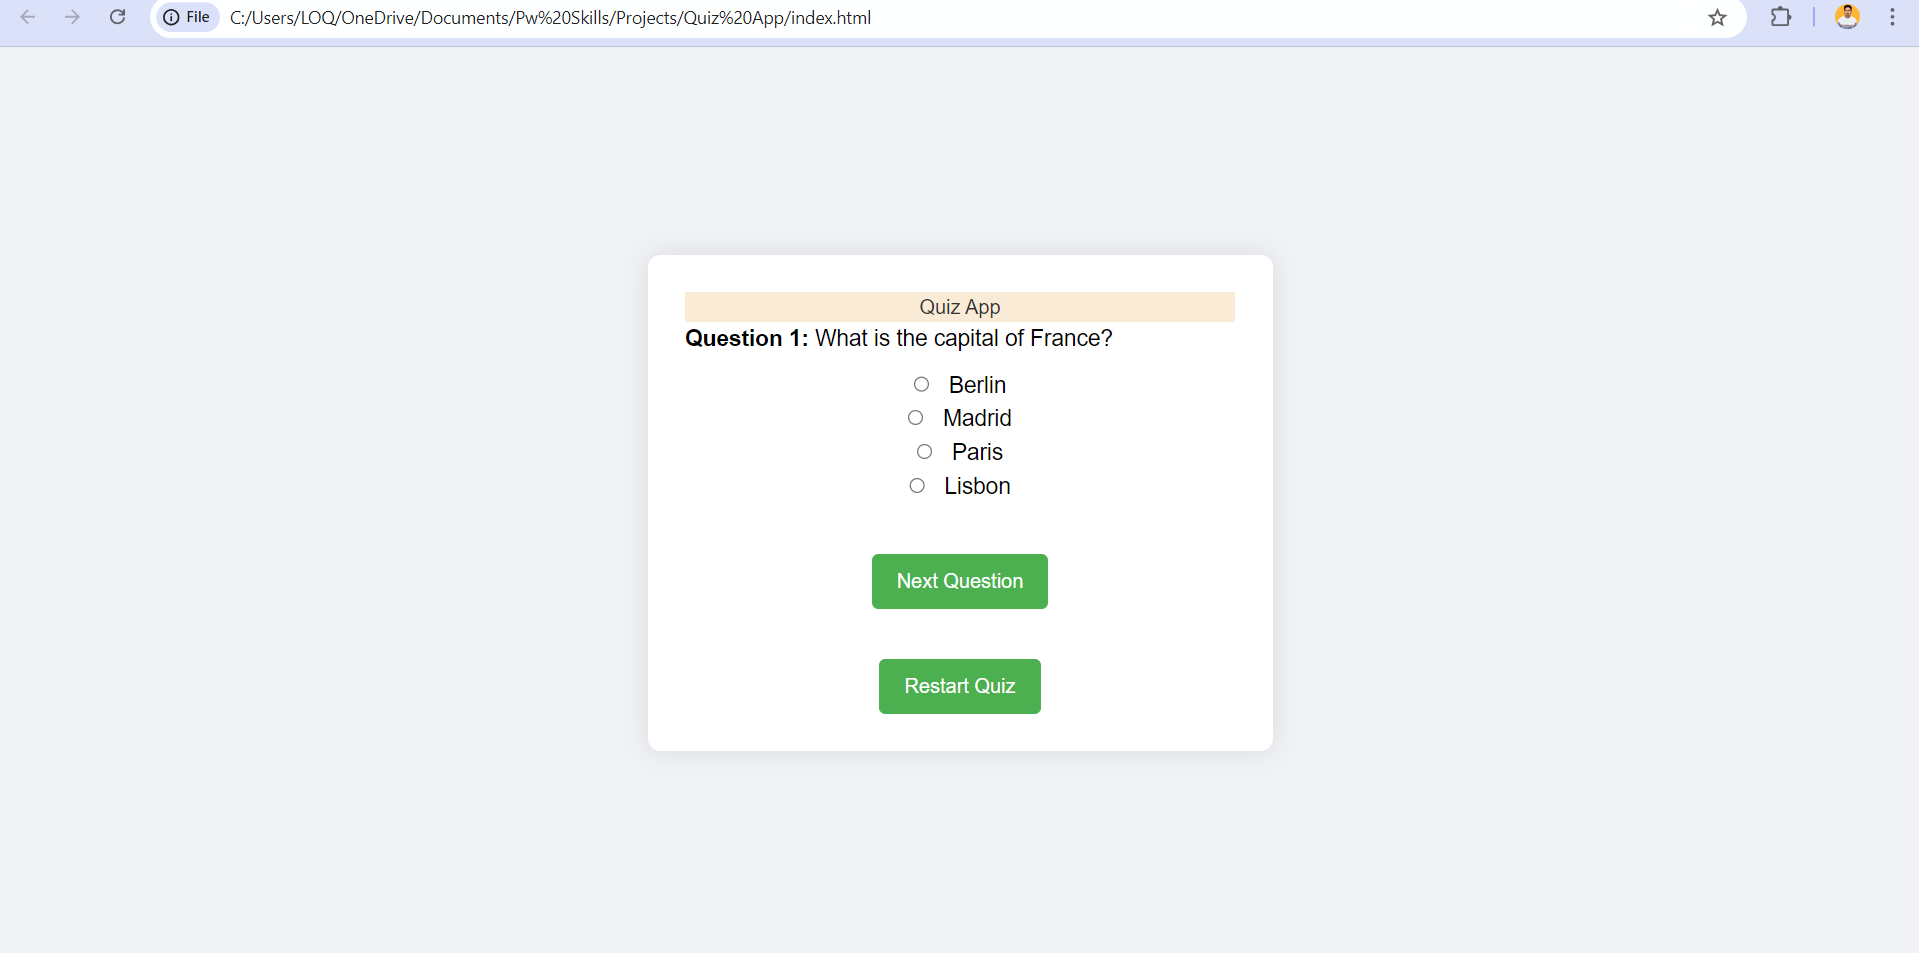 File C:/Users/LOQ/OneDrive/Documents/Pw%20Skills/Projects/Quiz%20App/index.html
Quiz App
Question 1: What is the capital of France?
Berlin
Madrid
Paris
Lisbon
Next Question
Restart Quiz